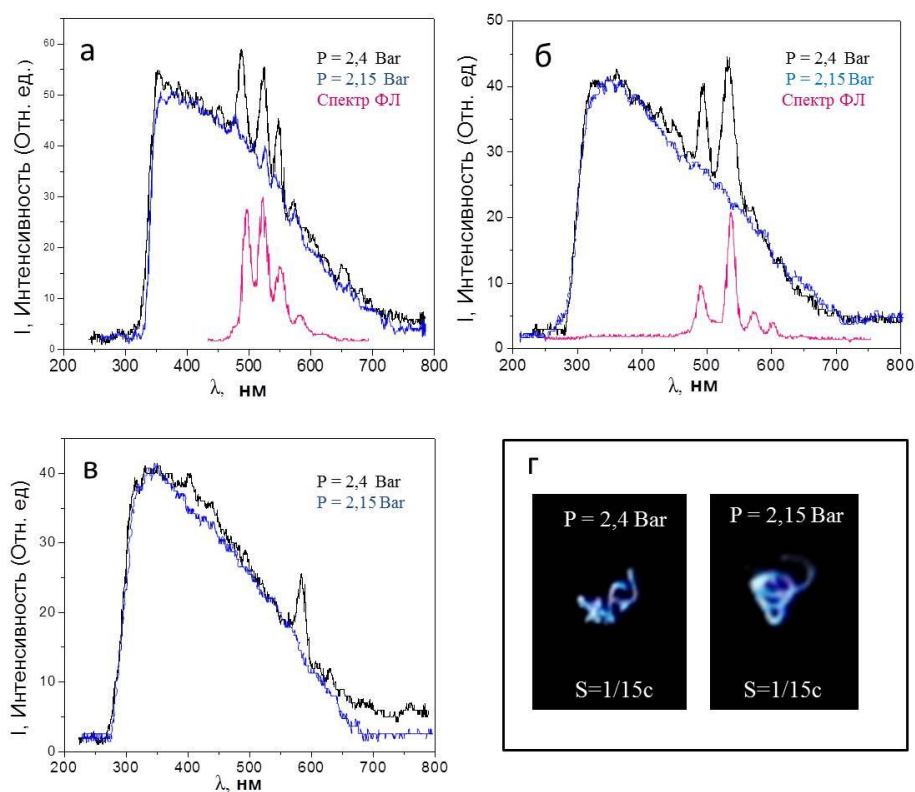 а
P = 2,4 Bar
P = 2,15 Bar
Спектр ФЛ
I, Интенсивность (Отн. ед.)
60
50
40
30
20
10
0
200 300 400 500 600 700 800
λ, нм
б
P = 2,4 Bar
P = 2,15 Bar
Спектр ФЛ
I, Интенсивность (Отн. ед.)
50
40
30
20
10
0
200 300 400 500 600 700 800
λ, нм
в
P = 2,4 Bar
P = 2,15 Bar
I, Интенсивность (Отн. ед)
40
30
20
10
0
200 300 400 500 600 700 800
λ, нм
г
P = 2,4 Bar
S=1/15с
P = 2,15 Bar
S=1/15с